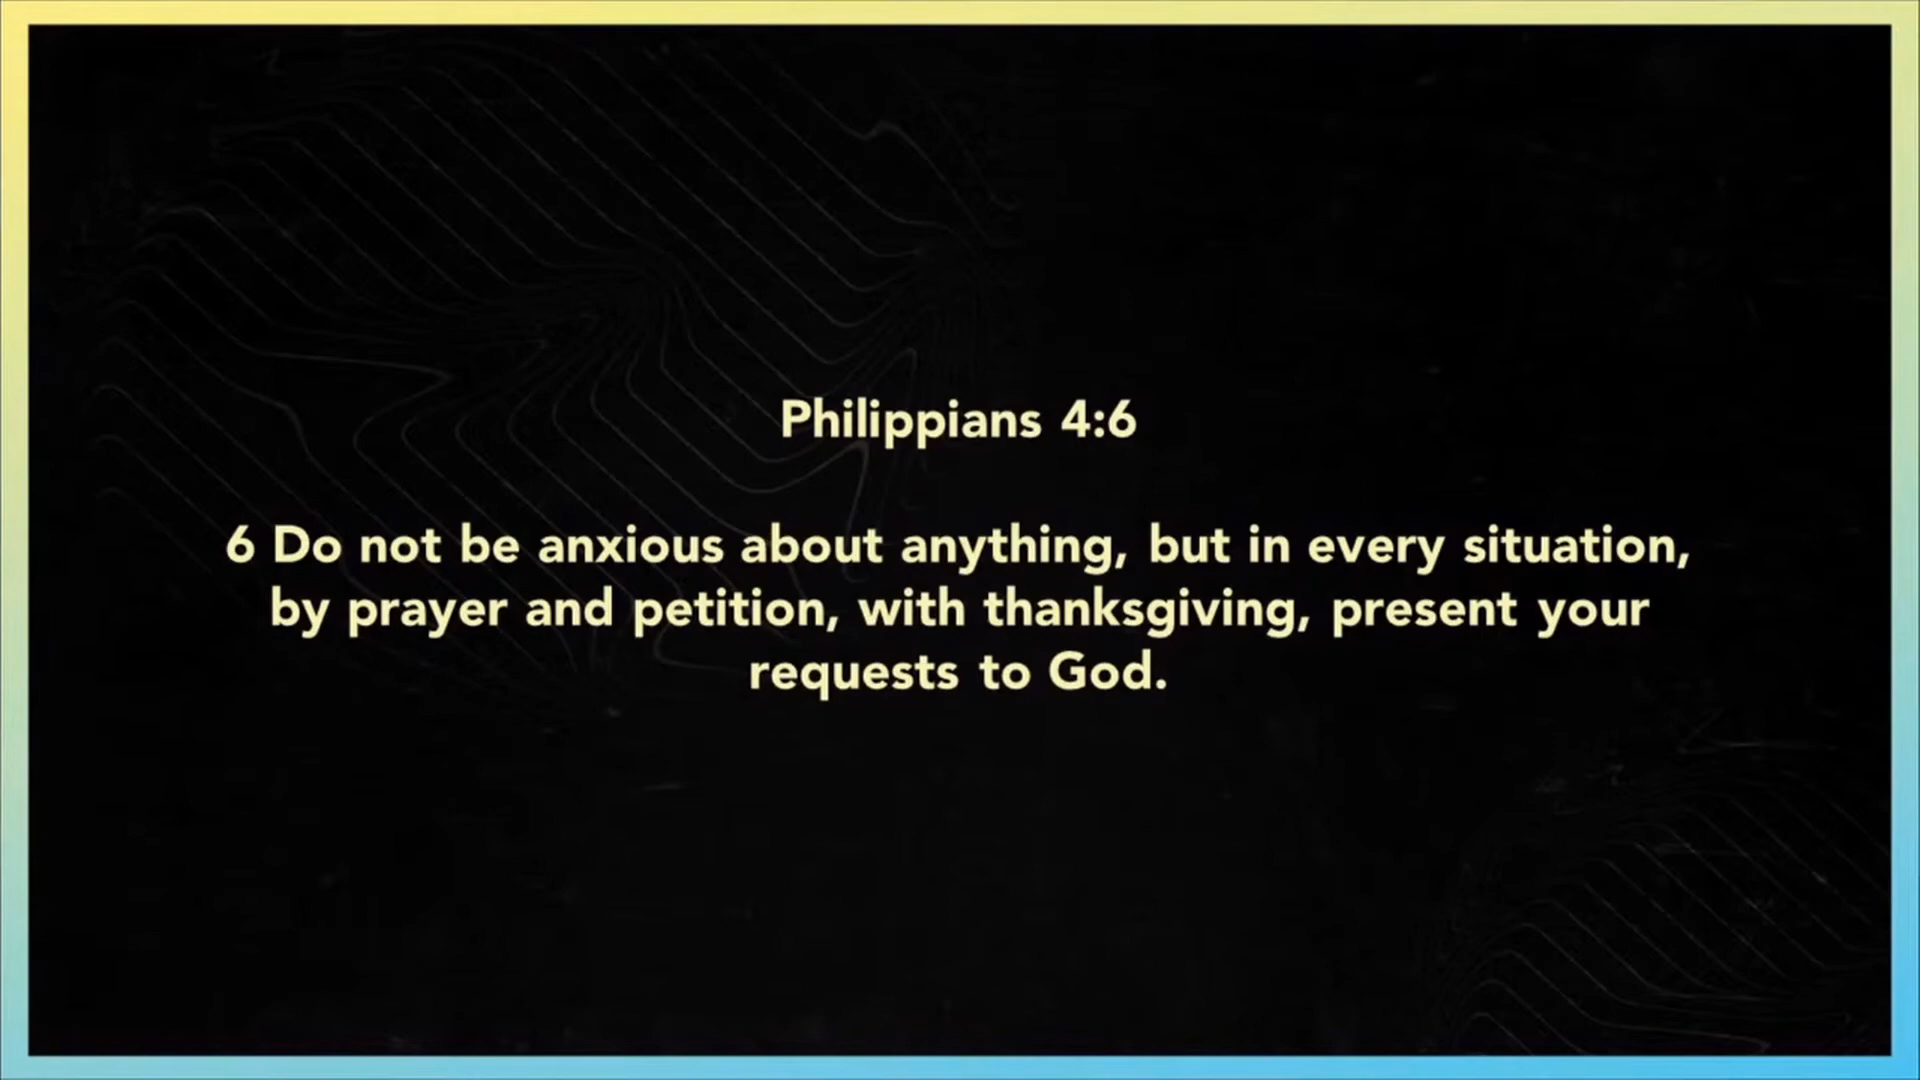 Philippians 4:6
6 Do not be anxious about anything, but in every situation,
by prayer and petition, with thanksgiving, present your
requests to God.